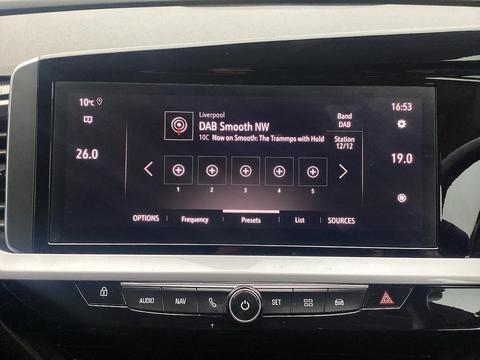 10°C
16:53
Liverpool
DAB Smooth NW
10C Now on Smooth: The Trammps with Hold
Band
DAB
Station
12/12
26.0
19.0
1 2 3 4 5
OPTIONS Frequency Presets List SOURCES
AUDIO NAV SET